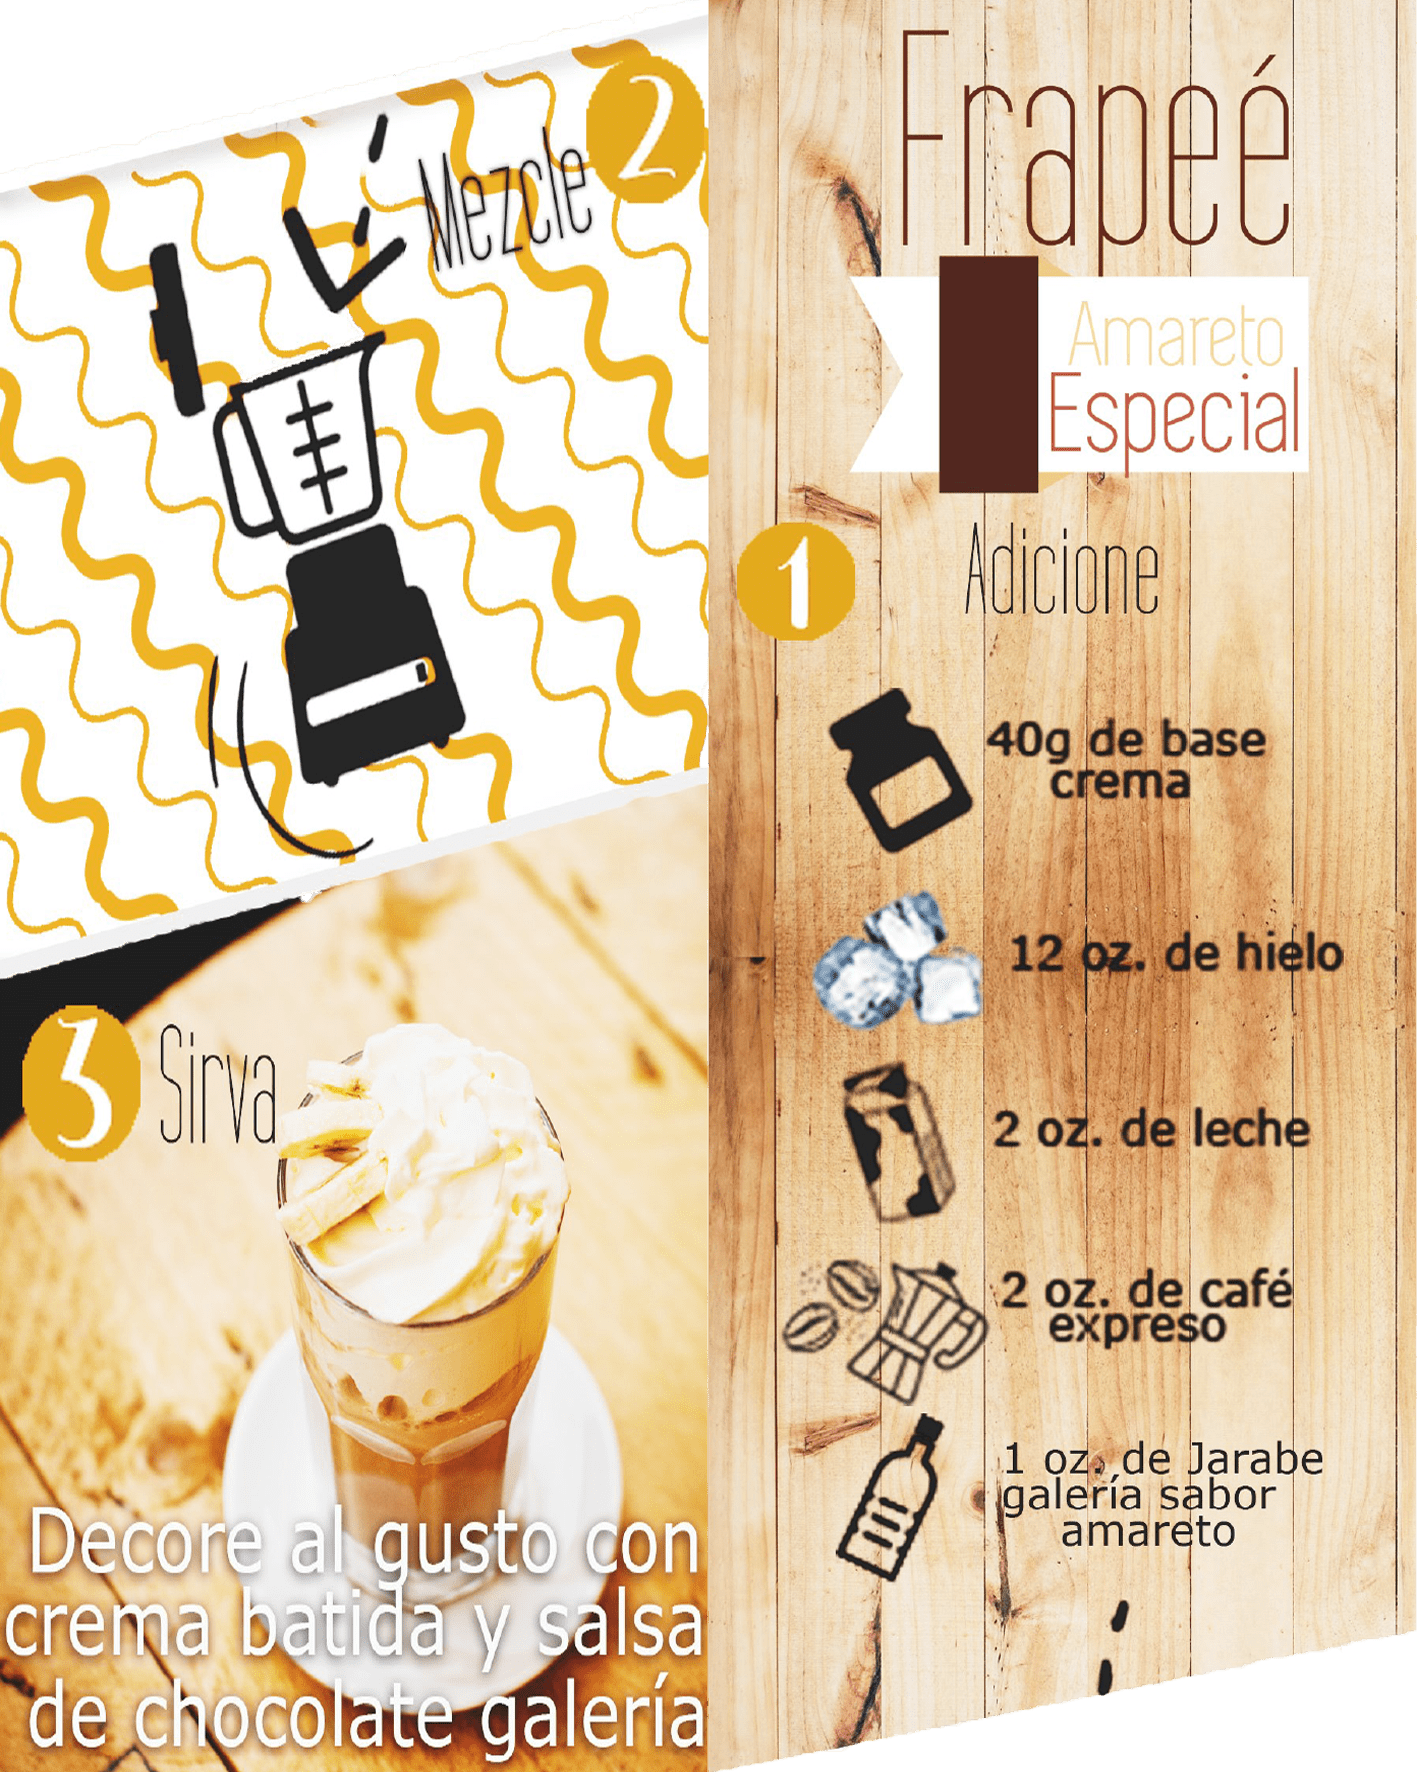 Frapeé
Amareto
Especial
1
Adicione
40g de base
crema
12 oz. de hielo
2 oz. de leche
2 oz. de café
expreso
1 oz. de Jarabe
galería sabor
amareto
2
Mezcle
3
Sirva
Decore al gusto con
crema batida y salsa
de chocolate galería